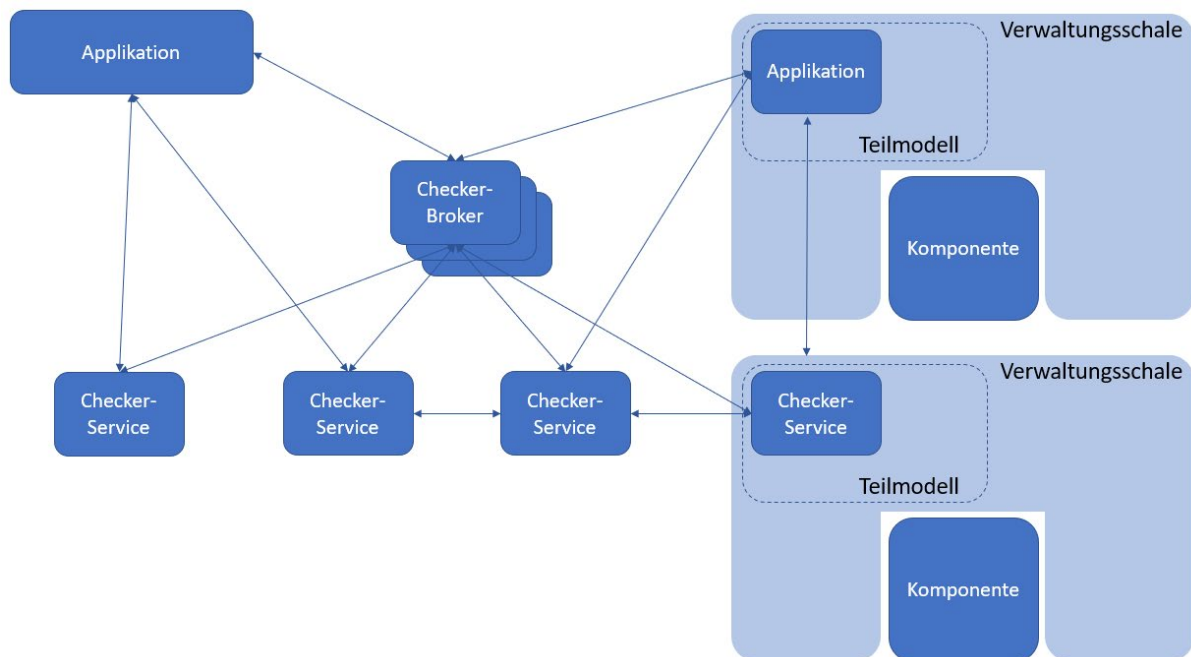 Applikation
Verwaltungsschale
Applikation
Teilmodell
Checker-
Broker
Komponente
Verwaltungsschale
Checker-
Service
Checker-
Service
Checker-
Service
Checker-
Service
Teilmodell
Komponente